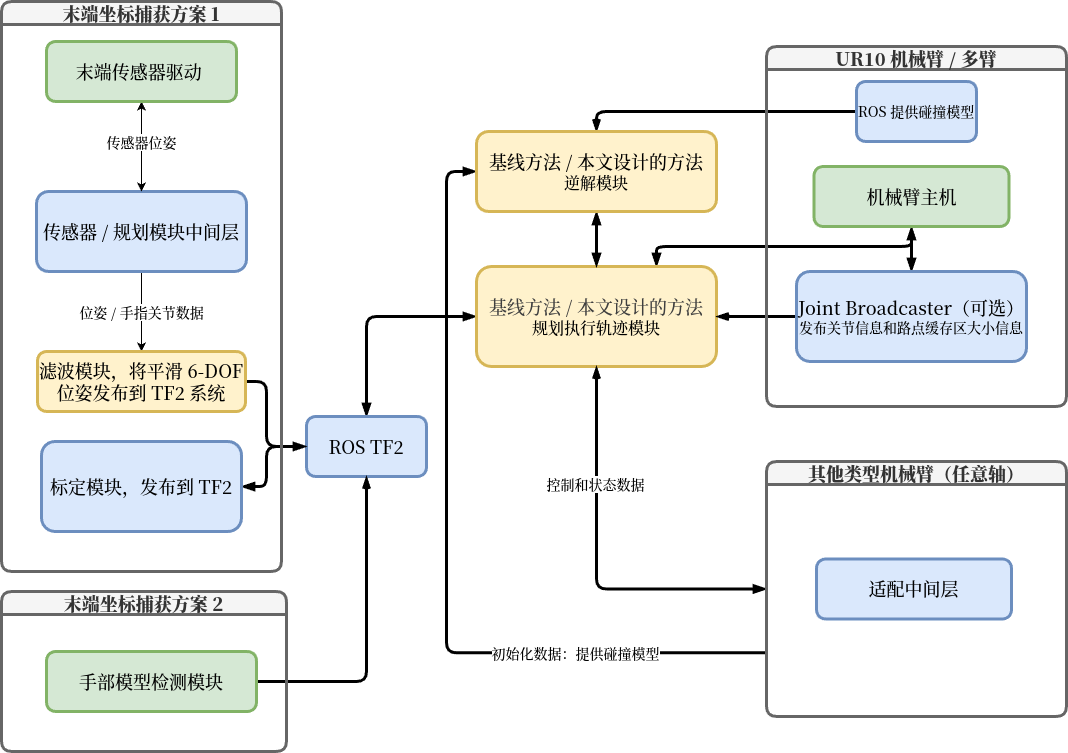 末端坐标捕获方案 1
末端传感器驱动
传感器位姿
传感器 / 规划模块中间层
位姿 / 手指关节数据
滤波模块，将平滑 6-DOF
位姿发布到 TF2 系统
标定模块，发布到 TF2
末端坐标捕获方案 2
手部模型检测模块
ROS TF2
基线方法 / 本文设计的方法
逆解模块
基线方法 / 本文设计的方法
规划执行轨迹模块
控制和状态数据
初始化数据：提供碰撞模型
UR10 机械臂 / 多臂
ROS 提供碰撞模型
机械臂主机
Joint Broadcaster（可选）
发布关节信息和路点缓存区大小信息
其他类型机械臂（任意轴）
适配中间层